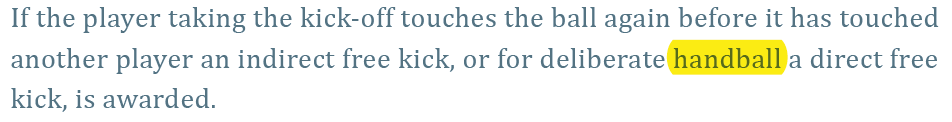 If the player taking the kick-off touches the ball again before it has touched
another player an indirect free kick, or for deliberate handball a direct free
kick, is awarded.